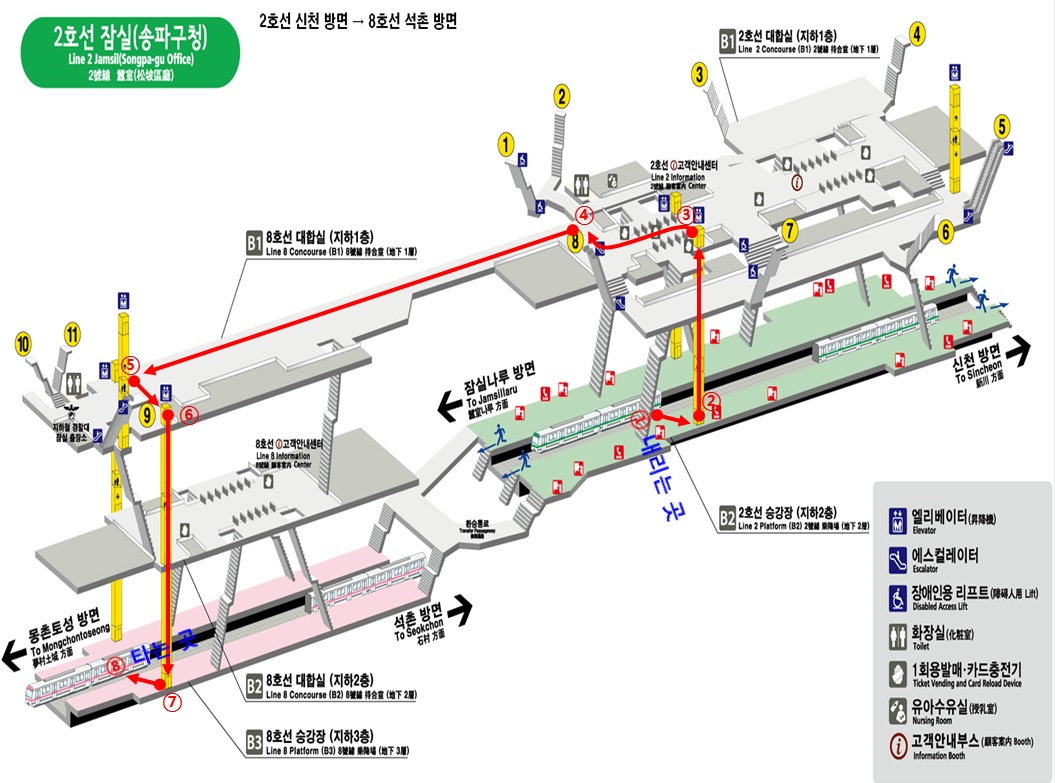 2호선 잠실(송파구청)
Line 2 Jamsil(Songpa-gu Office)
2號線 蠶室(松坡區廳)
2호선 신천 방면 → 8호선 석촌 방면
B1 2호선 대합실 (지하1층)
Line 2 Concourse (B1) 2號線 待合室 (地下 1層)
4
3
2
1
5
2호선 고객안내센터
Line 2 Information
2號線 顧客案內 Center
④
③
8
7
6
B1 8호선 대합실 (지하1층)
Line 8 Concourse (B1) 8號線 待合室 (地下 1層)
10
11
⑤
9
⑥
지하철 경찰대
잠실 출장소
잠실나루 방면
To Jamsillaru
蠶室나루 方面
신천 방면
To Sincheon
新川 方面
②
내리는 곳
8호선 고객안내센터
Line 8 Information
8號線 顧客案內 Center
환승통로
Transfer Passageway
B2 2호선 승강장 (지하2층)
Line 2 Platform (B2) 2號線 乘降場 (地下 2層)
몽촌토성 방면
To Mongchontoseong
夢村土城 方面
석촌 방면
To Seokchon
石村 方面
⑧ 타는 곳
⑦
B2 8호선 대합실 (지하2층)
Line 8 Concourse (B2) 8號線 待合室 (地下 2層)
B3 8호선 승강장 (지하3층)
Line 8 Platform (B3) 8號線 乘降場 (地下 3層)
엘리베이터(昇降機)
Elevator
에스컬레이터
Escalator
장애인용 리프트(障碍人用 Lift)
Disabled Access Lift
화장실(化粧室)
Toilet
1회용발매·카드충전기
Ticket Vending and Card Reload Device
유아수유실(授乳室)
Nursing Room
고객안내부스(顧客案內 Booth)
Information Booth